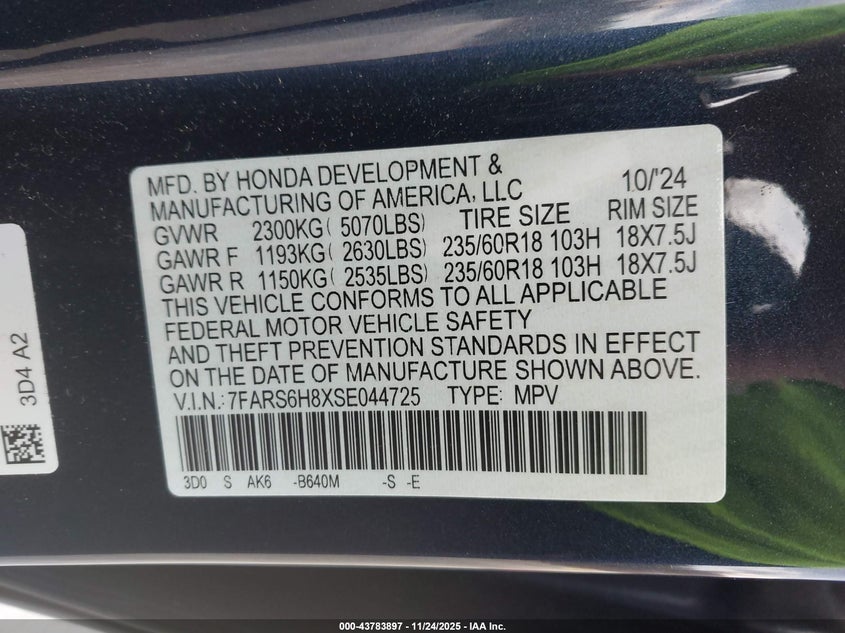 MFD. BY HONDA DEVELOPMENT & 10/'24
MANUFACTURING OF AMERICA, LLC
TIRE SIZE RIM SIZE
GVWR 2300KG( 5070LBS)
GAWR F 1193KG( 2630LBS) 235/60R18 103H 18X7.5J
GAWR R 1150KG( 2535LBS) 235/60R18 103H 18X7.5J
THIS VEHICLE CONFORMS TO ALL APPLICABLE
FEDERAL MOTOR VEHICLE SAFETY
AND THEFT PREVENTION STANDARDS IN EFFECT
ON THE DATE OF MANUFACTURE SHOWN ABOVE.
V.I.N.:7FARS6H8XSE044725 TYPE: MPV
3D0 S AK6 -B640M -S -E
3D4 A2
000-43783897 - 11/24/2025 - IAA Inc.